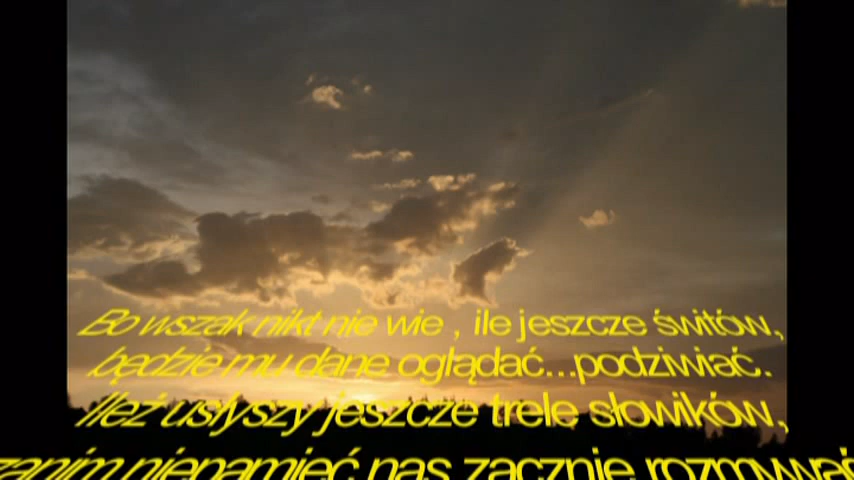 Bo wszak nikt nie wie , ile jeszcze świtów,
będzie mu dane oglądać...podziwiać.
Ileż usłyszy jeszcze trele słowików,
zanim niepamięć nas zacznie rozmywać